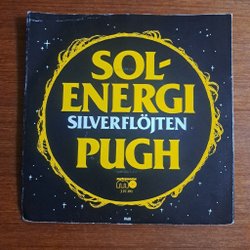 SOL-
ENERGI
SILVERFLÖJTEN
PUGH